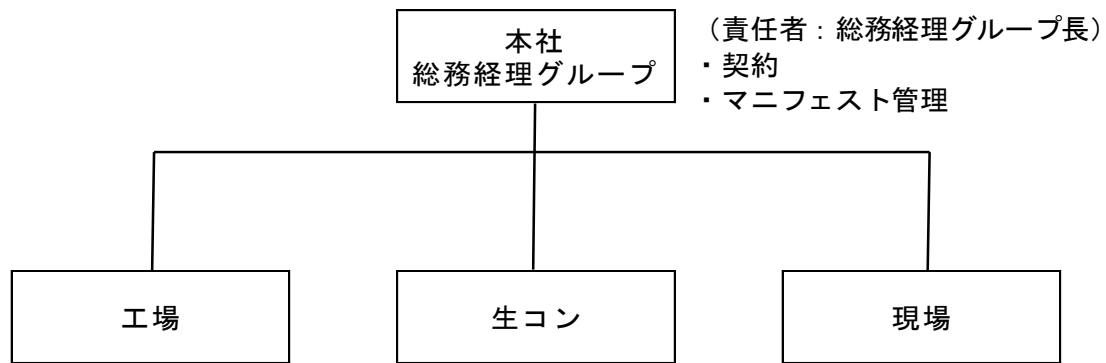 本社
総務経理グループ
（責任者：総務経理グループ長）
・契約
・マニフェスト管理
工場
生コン
現場